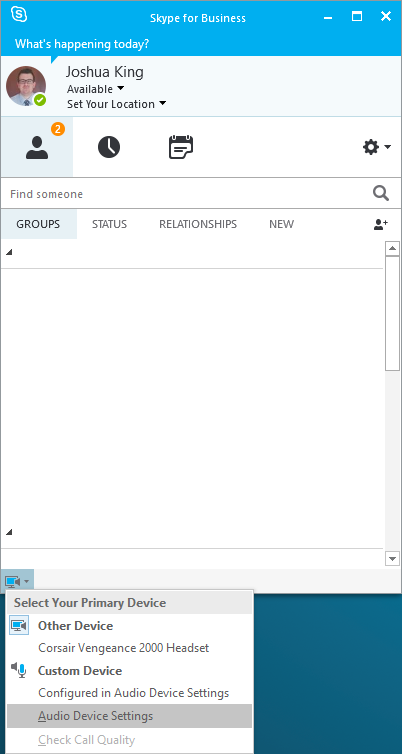 Skype for Business
What's happening today?
Joshua King
Available
Set Your Location
2
Find someone
GROUPS STATUS RELATIONSHIPS NEW
Select Your Primary Device
Other Device
Corsair Vengeance 2000 Headset
Custom Device
Configured in Audio Device Settings
Audio Device Settings
Check Call Quality